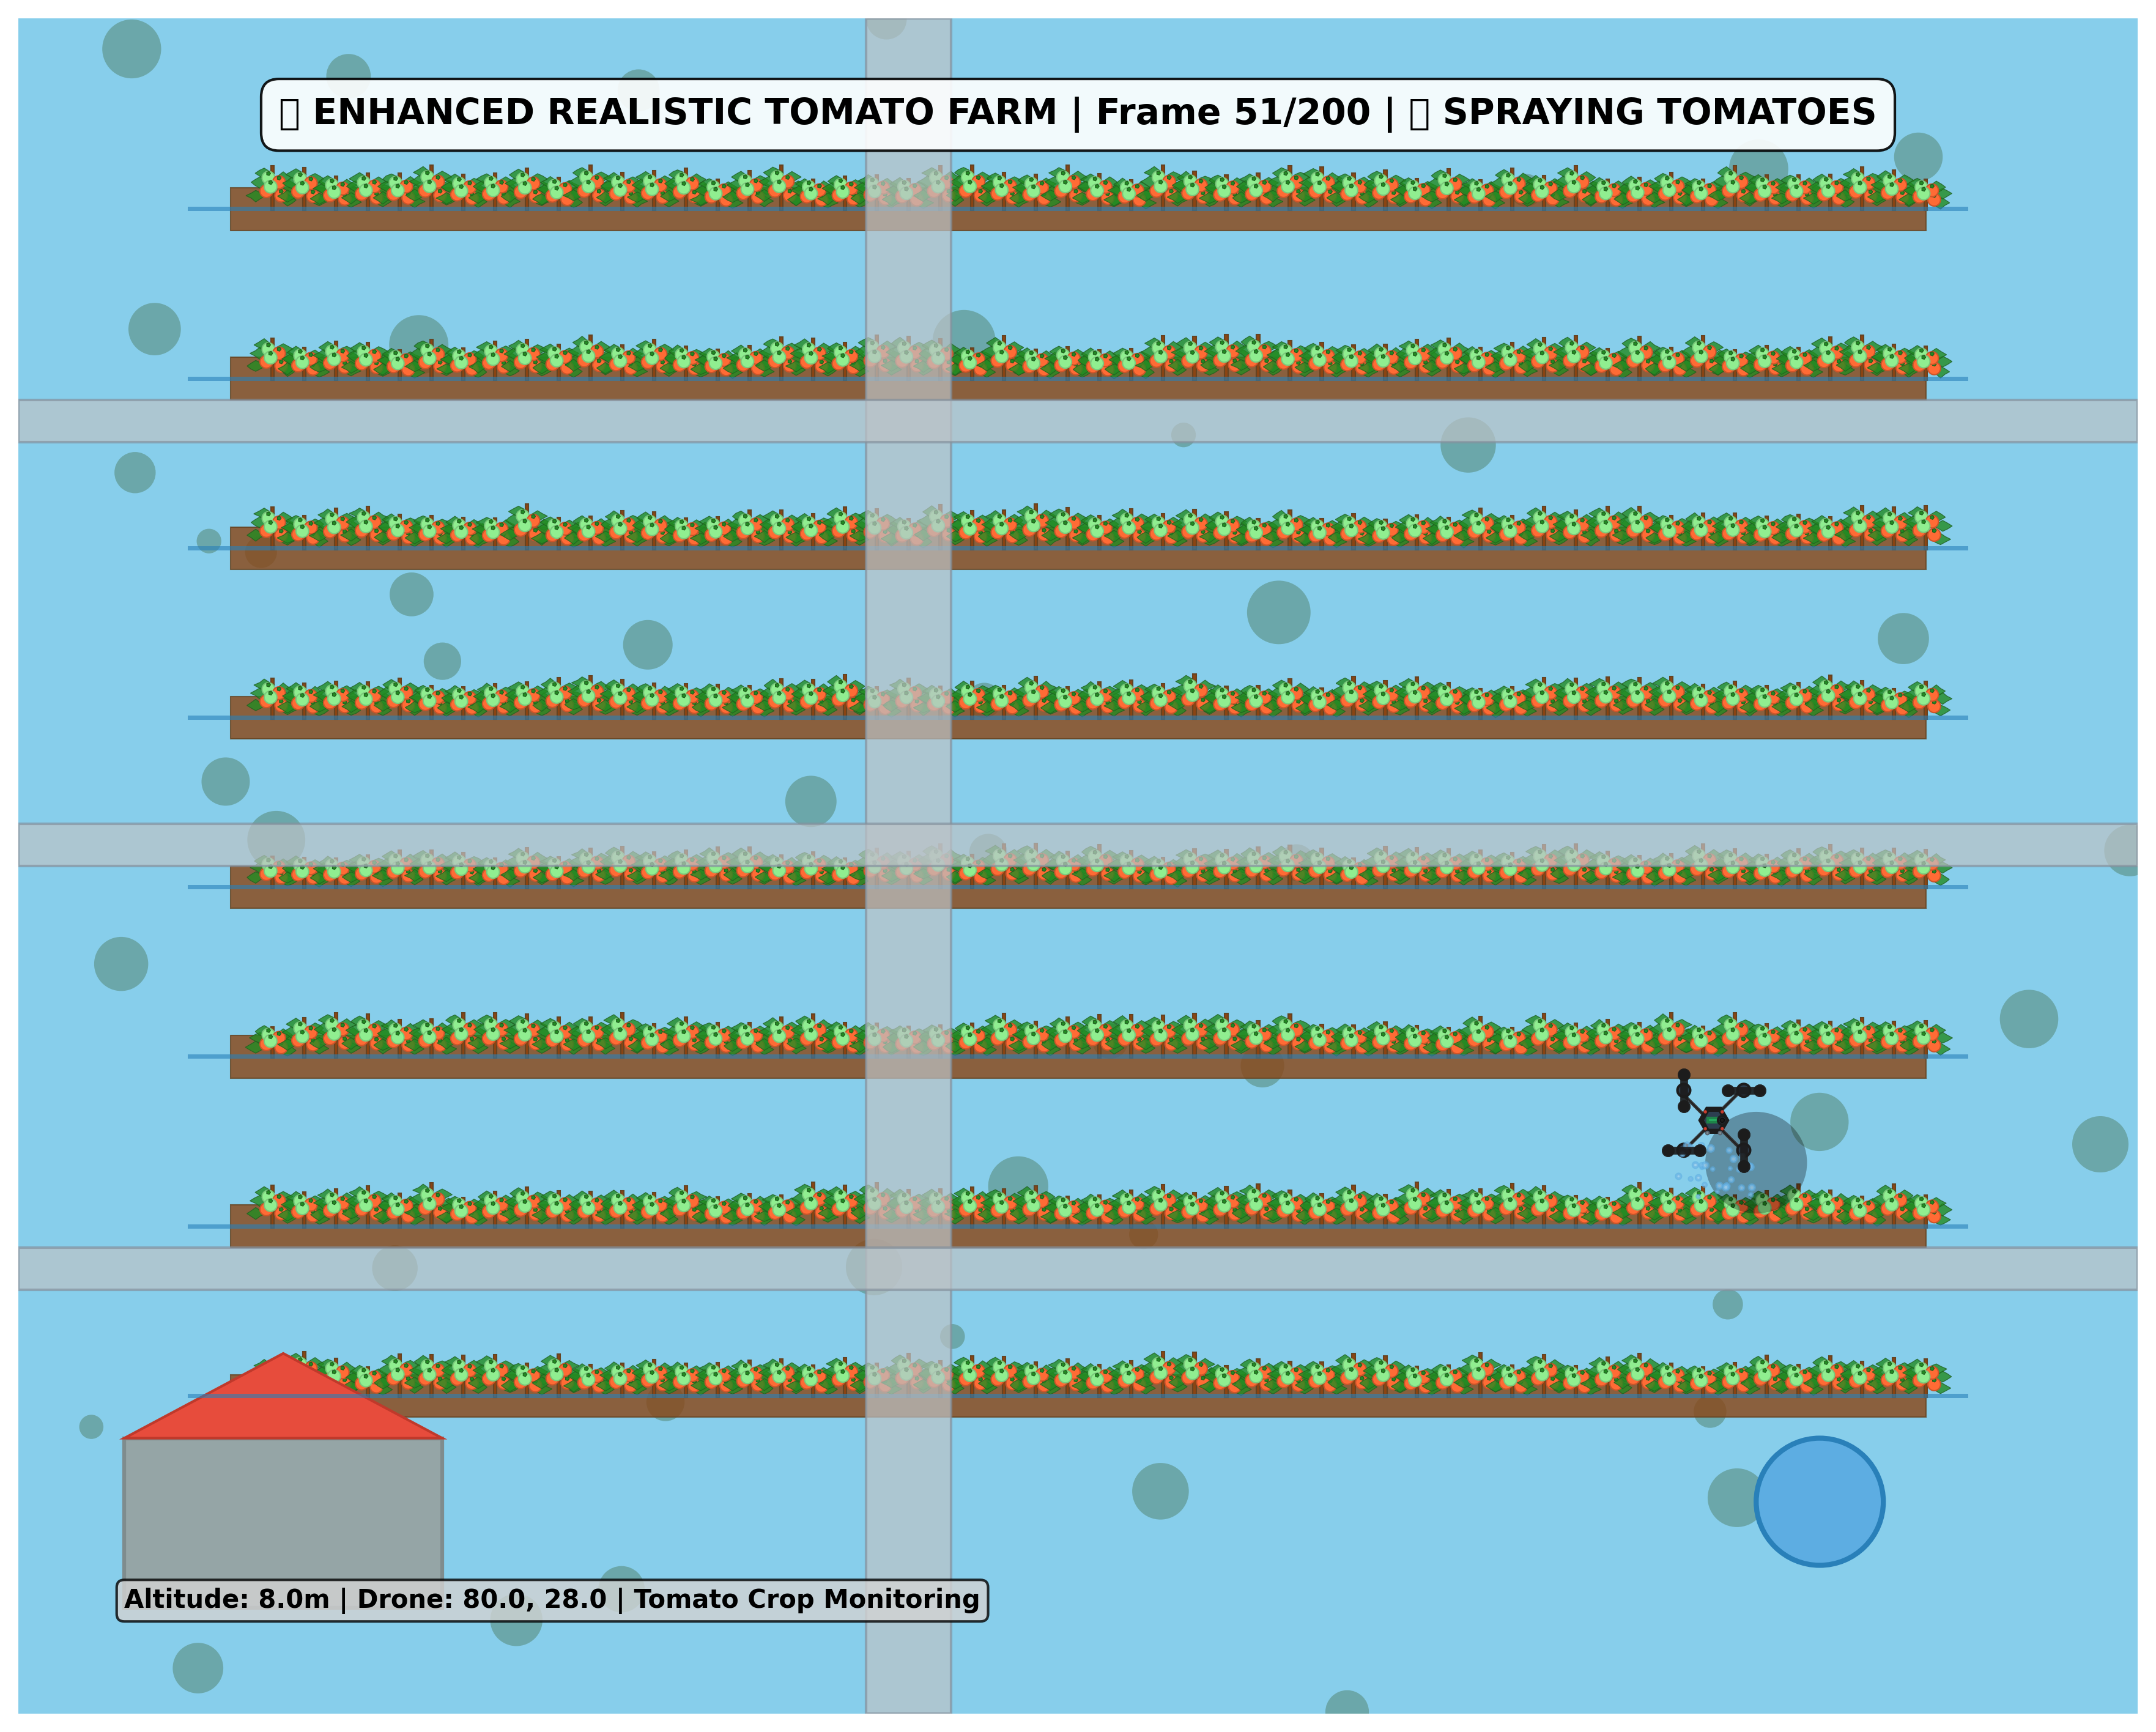 ▯ ENHANCED REALISTIC TOMATO FARM | Frame 51/200 | ▯ SPRAYING TOMATOES
Altitude: 8.0m | Drone: 80.0, 28.0 | Tomato Crop Monitoring